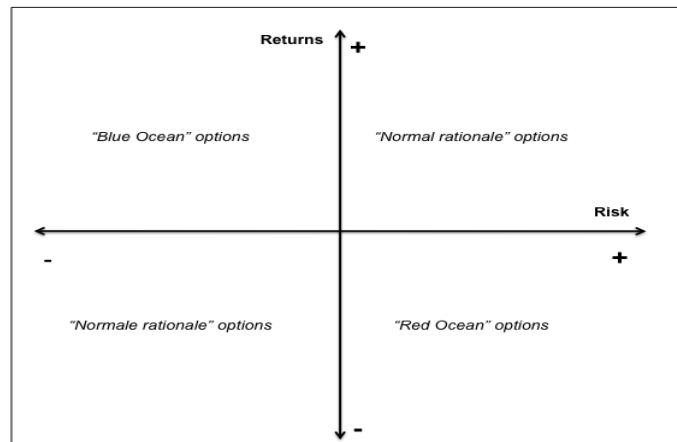 Returns
+
“Blue Ocean” options
“Normal rationale” options
Risk
-
+
“Normale rationale” options
“Red Ocean” options
-